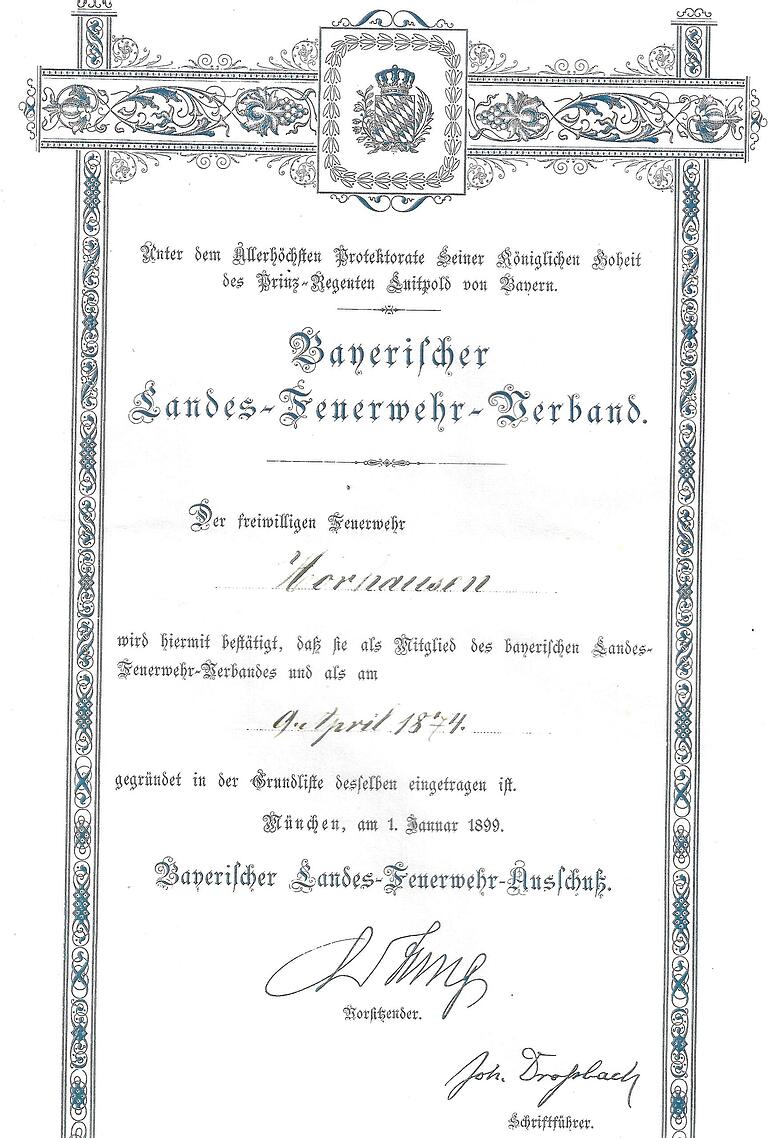 Unter dem Allerhöchsten Protektorate Seiner Königlichen Hoheit
des Prinz-Regenten Luitpold von Bayern.
Bayerischer
Landes-Feuerwehr-Verband.
Der freiwilligen Feuerwehr
Horhausen
wird hiermit bestätigt, daß sie als Mitglied des bayerischen Landes-
Feuerwehr-Verbandes und als am
9. April 1874.
gegründet in der Grundliste desselben eingetragen ist.
München, am 1. Januar 1899.
Bayerischer Landes-Feuerwehr-Ausschuß.
Jung
Vorsitzender.
Joh. Droßbach
Schriftführer.